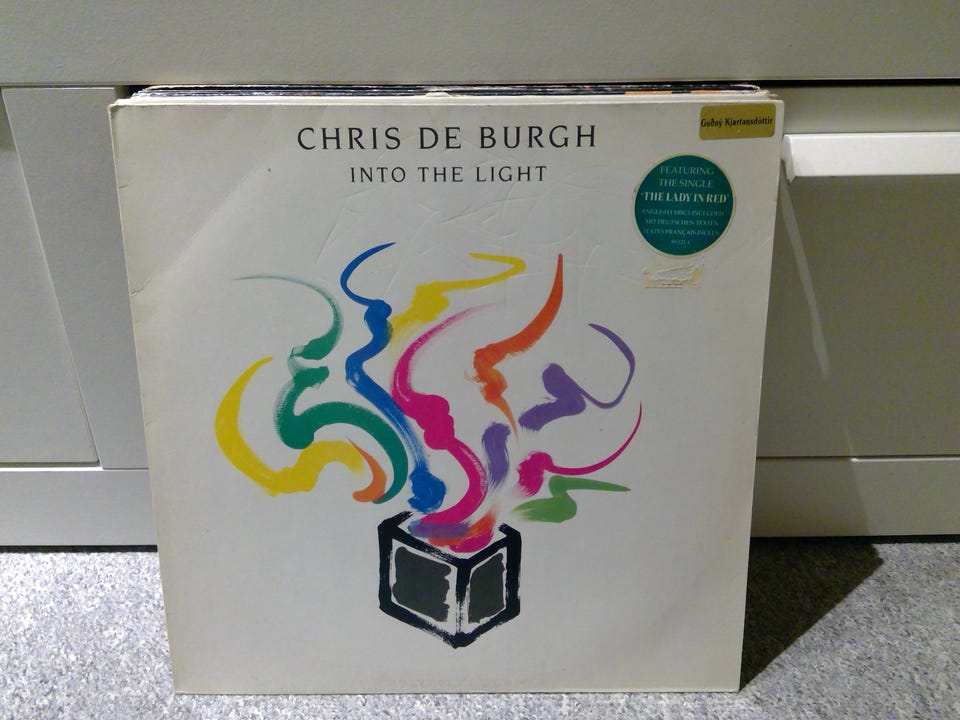 CHRIS DE BURGH
INTO THE LIGHT
Guðný Kjartansdóttir
FEATURING
THE SINGLE
'THE LADY IN RED'
ENGLISH LYRICS INCLUDED
MIT DEUTSCHEN TEXTEN
TEXTES FRANÇAIS INCLUS